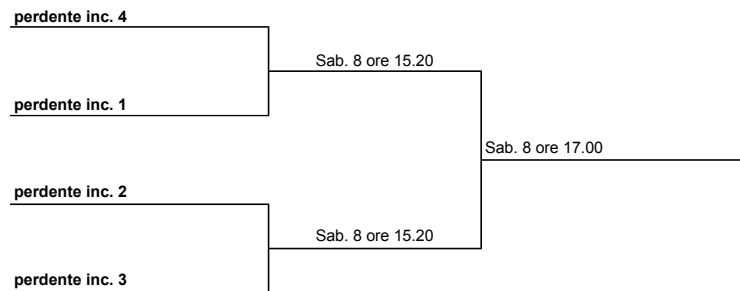 perdente inc. 4
Sab. 8 ore 15.20
perdente inc. 1
Sab. 8 ore 17.00
perdente inc. 2
Sab. 8 ore 15.20
perdente inc. 3